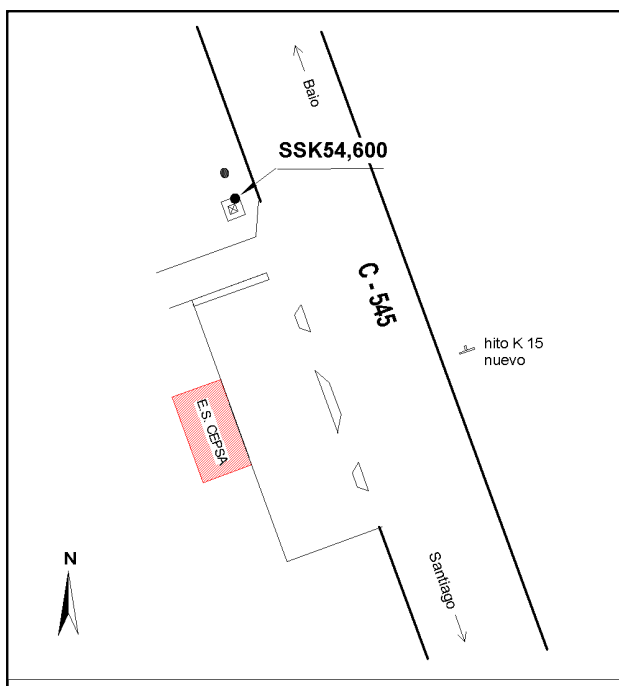 Baio
SSK54,600
C - 545
hito K 15
nuevo
E.S. CEPSA
Santiago
N